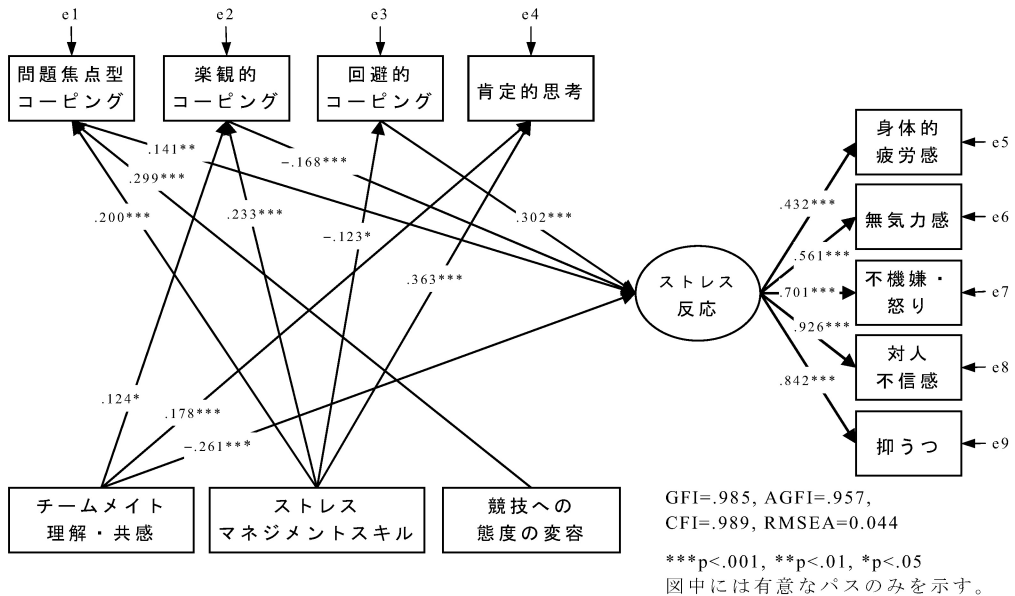 e1
e2
e3
e4
問題焦点型
コーピング
楽観的
コーピング
回避的
コーピング
肯定的思考
.141**
.299***
.200***
−.168***
.233***
−.123*
.302***
.363***
.124*
.178***
−.261***
ストレス
反応
.432***
.561***
.701***
.926***
.842***
身体的
疲労感
e5
無気力感
e6
不機嫌・
怒り
e7
対人
不信感
e8
抑うつ
e9
チームメイト
理解・共感
ストレス
マネジメントスキル
競技への
態度の変容
GFI=.985, AGFI=.957,
CFI=.989, RMSEA=0.044
***p<.001, **p<.01, *p<.05
図中には有意なパスのみを示す。